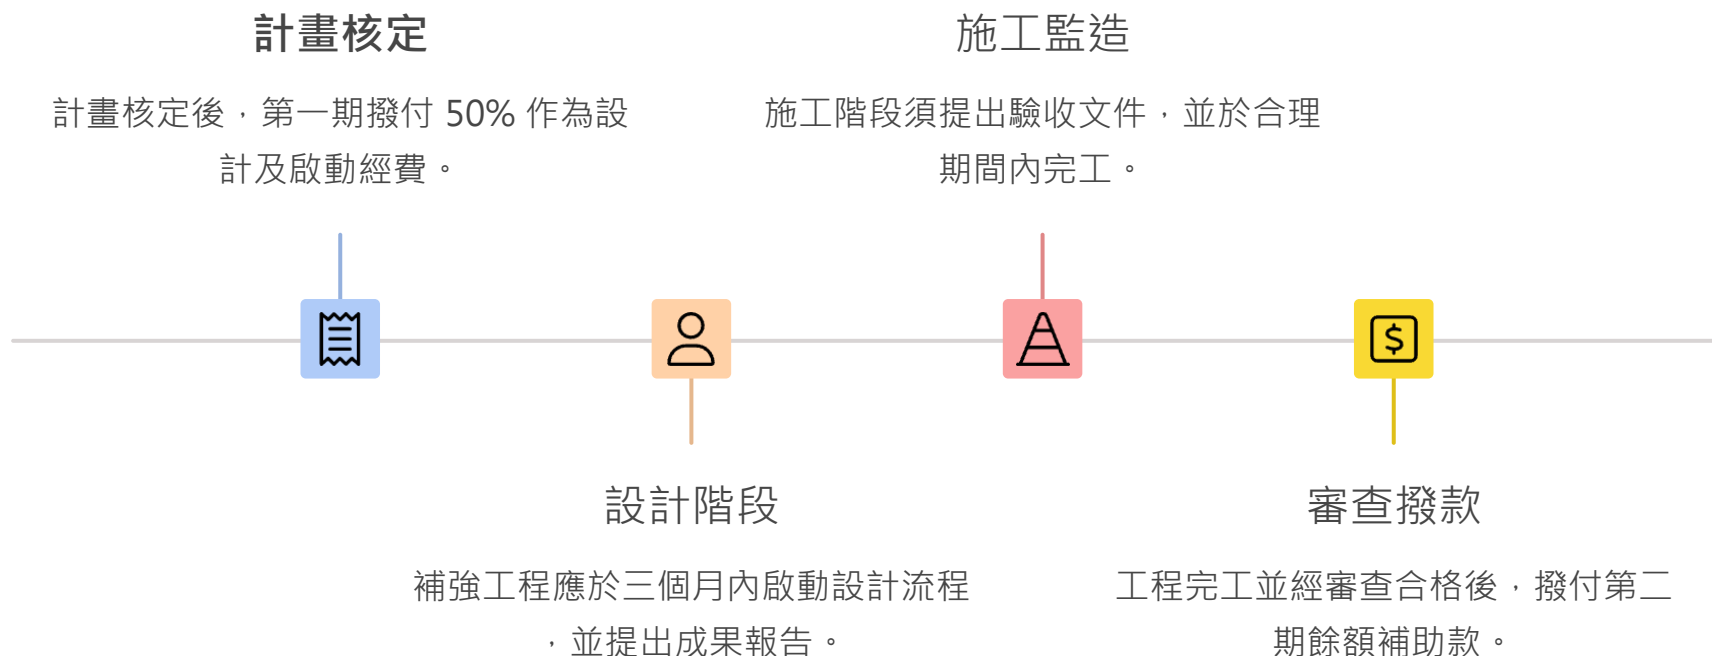 計畫核定
計畫核定後，第一期撥付 50% 作為設
計及啟動經費。
施工監造
施工階段須提出驗收文件，並於合理
期間內完工。
$
設計階段
補強工程應於三個月內啟動設計流程
，並提出成果報告。
審查撥款
工程完工並經審查合格後，撥付第二
期餘額補助款。